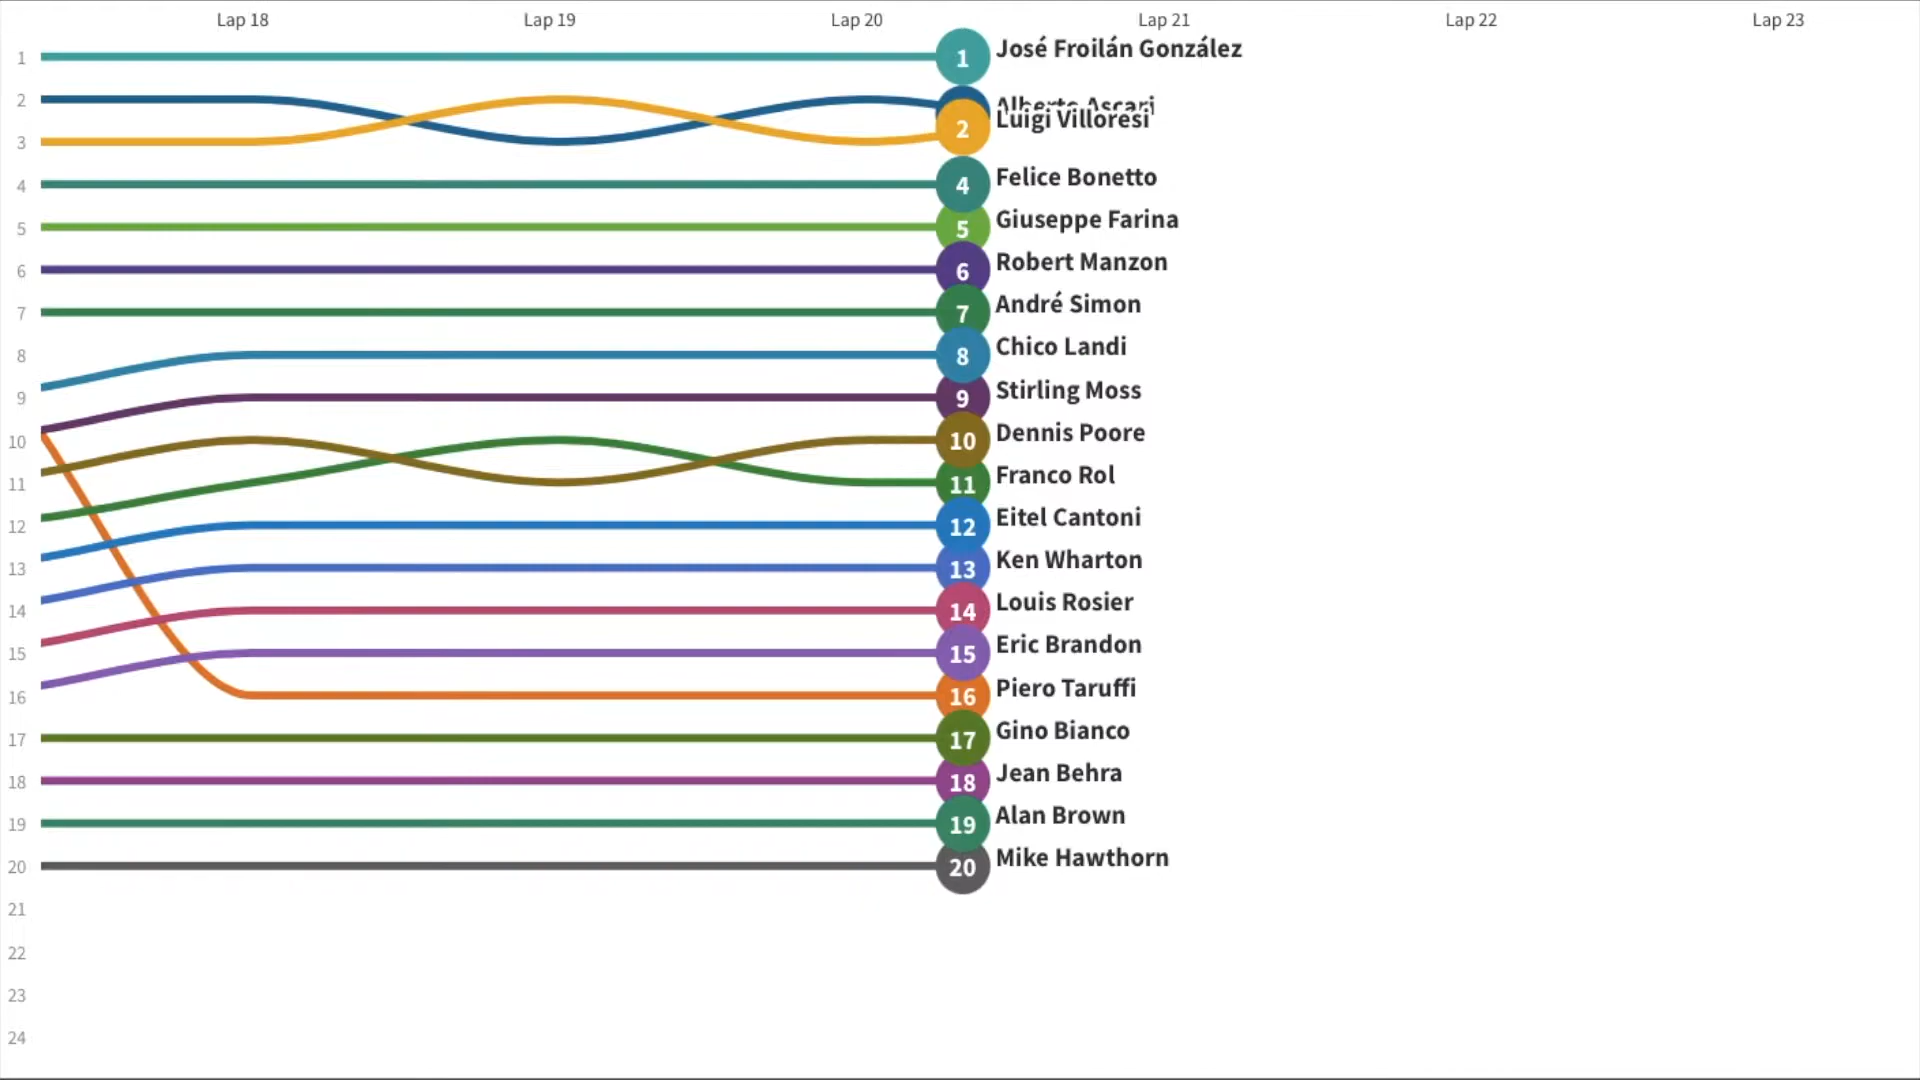 Lap 18 Lap 19 Lap 20 Lap 21 Lap 22 Lap 23
1 1 José Froilán González
2 Alberto Ascari
3 2 Luigi Villoresi
4 4 Felice Bonetto
5 5 Giuseppe Farina
6 6 Robert Manzon
7 7 André Simon
8 8 Chico Landi
9 9 Stirling Moss
10 10 Dennis Poore
11 11 Franco Rol
12 12 Eitel Cantoni
13 13 Ken Wharton
14 14 Louis Rosier
15 15 Eric Brandon
16 16 Piero Taruffi
17 17 Gino Bianco
18 18 Jean Behra
19 19 Alan Brown
20 20 Mike Hawthorn
21
22
23
24